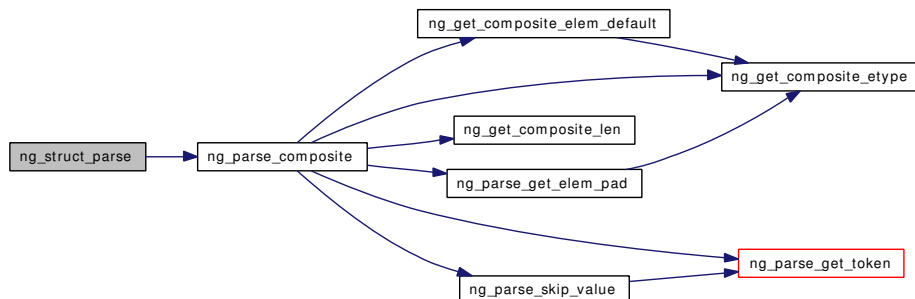 ng_get_composite_elem_default
ng_get_composite_etype
ng_get_composite_len
ng_struct_parse
ng_parse_composite
ng_parse_get_elem_pad
ng_parse_get_token
ng_parse_skip_value